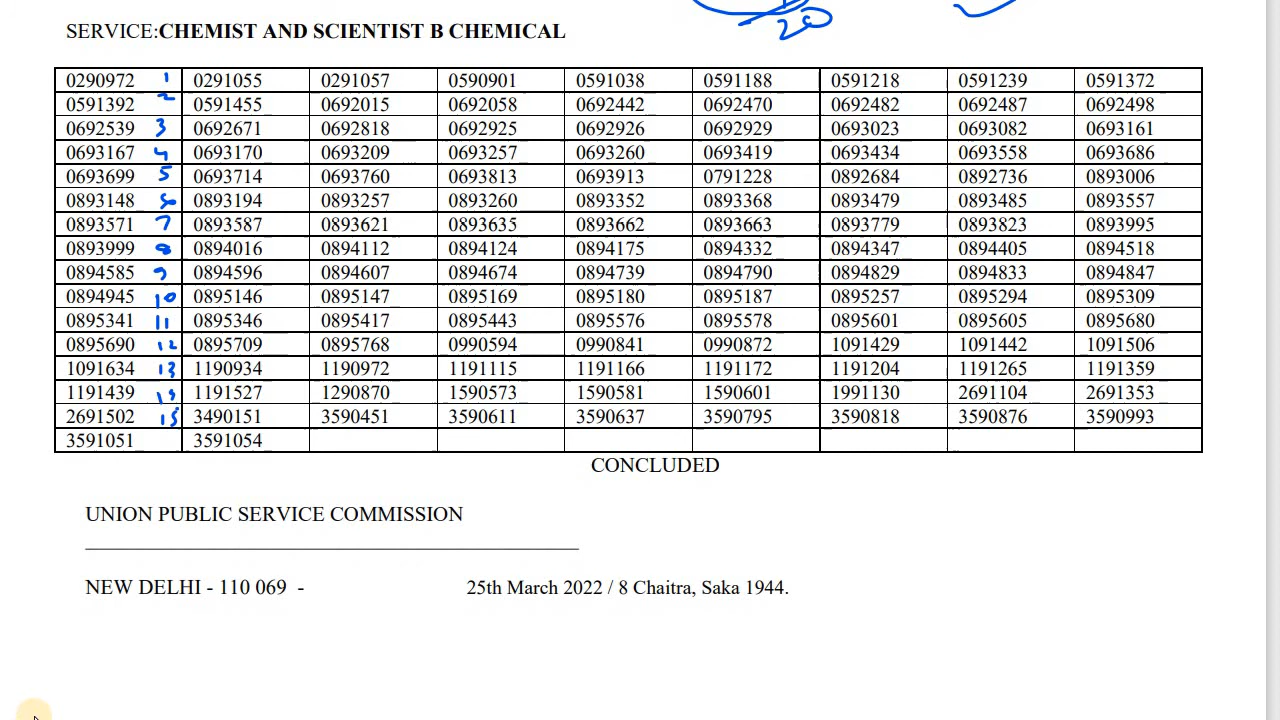 20
SERVICE:CHEMIST AND SCIENTIST B CHEMICAL
0290972 1 0291055 0291057 0590901 0591038 0591188 0591218 0591239 0591372
0591392 2 0591455 0692015 0692058 0692442 0692470 0692482 0692487 0692498
0692539 3 0692671 0692818 0692925 0692926 0692929 0693023 0693082 0693161
0693167 4 0693170 0693209 0693257 0693260 0693419 0693434 0693558 0693686
0693699 5 0693714 0693760 0693813 0693913 0791228 0892684 0892736 0893006
0893148 0893194 0893257 0893260 0893352 0893368 0893479 0893485 0893557
0893571 7 0893587 0893621 0893635 0893662 0893663 0893779 0893823 0893995
0893999 8 0894016 0894112 0894124 0894175 0894332 0894347 0894405 0894518
0894585 9 0894596 0894607 0894674 0894739 0894790 0894829 0894833 0894847
0894945 10 0895146 0895147 0895169 0895180 0895187 0895257 0895294 0895309
0895341 11 0895346 0895417 0895443 0895576 0895578 0895601 0895605 0895680
0895690 12 0895709 0895768 0990594 0990841 0990872 1091429 1091442 1091506
1091634 13 1190934 1190972 1191115 1191166 1191172 1191204 1191265 1191359
1191439 14 1191527 1290870 1590573 1590581 1590601 1991130 2691104 2691353
2691502 15 3490151 3590451 3590611 3590637 3590795 3590818 3590876 3590993
3591051 3591054
CONCLUDED
UNION PUBLIC SERVICE COMMISSION
NEW DELHI - 110 069 - 25th March 2022 / 8 Chaitra, Saka 1944.